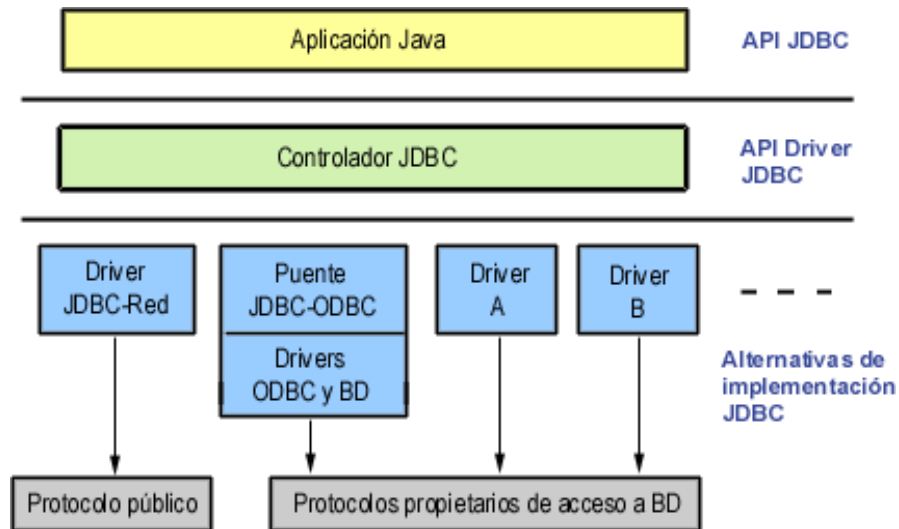 Aplicación Java
API JDBC
Controlador JDBC
API Driver
JDBC
Driver
JDBC-Red
Puente
JDBC-ODBC
Drivers
ODBC y BD
Driver
A
Driver
B
Alternativas de
implementación
JDBC
Protocolo público
Protocolos propietarios de acceso a BD